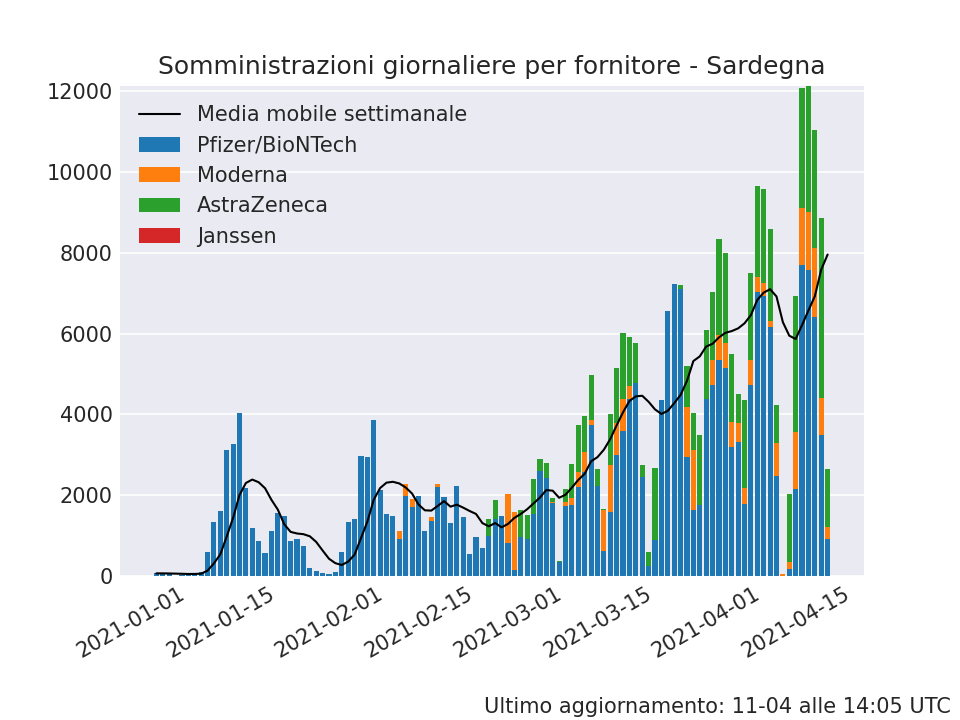 Somministrazioni giornaliere per fornitore - Sardegna
12000
10000
8000
6000
4000
2000
0
Media mobile settimanale
Pfizer/BioNTech
Moderna
AstraZeneca
Janssen
2021-01-01
2021-01-15
2021-02-01
2021-02-15
2021-03-01
2021-03-15
2021-04-01
2021-04-15
Ultimo aggiornamento: 11-04 alle 14:05 UTC